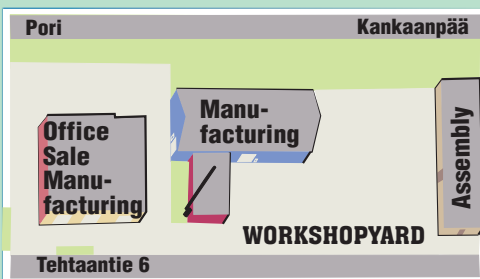 Pori
Kankaanpää
Office
Sale
Manu-
facturing
Manu-
facturing
Assembly
WORKSHOPYARD
Tehtaantie 6